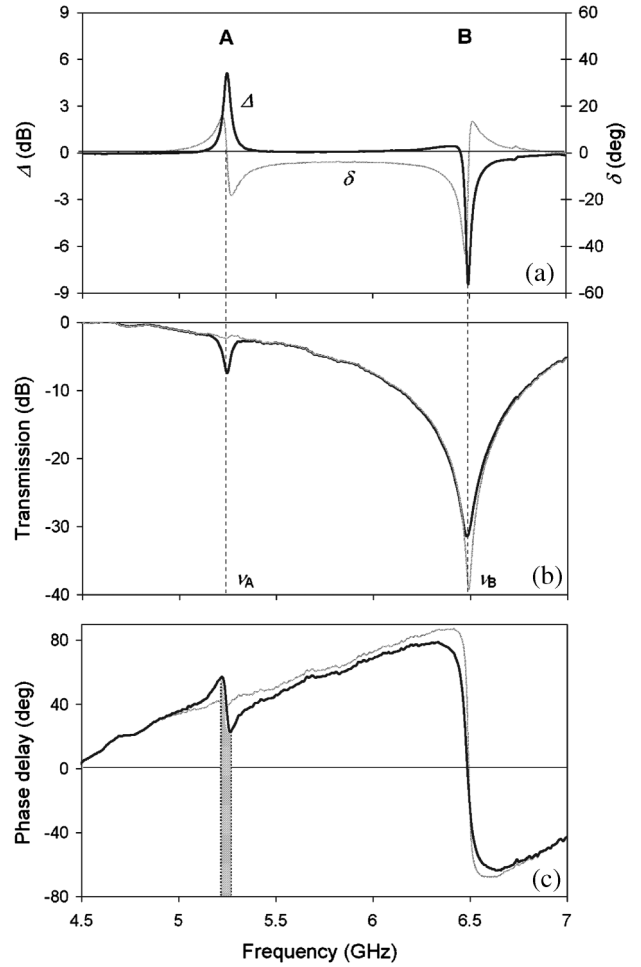 A B
9 60
6 40
3 20
0 0
-3 -20
-6 -40
-9 -60
Δ (dB)
δ (deg)
Δ
δ
(a)
0
-10
-20
-30
-40
Transmission (dB)
νA νB
(b)
80
40
0
-40
-80
Phase delay (deg)
(c)
4.5 5 5.5 6 6.5 7
Frequency (GHz)